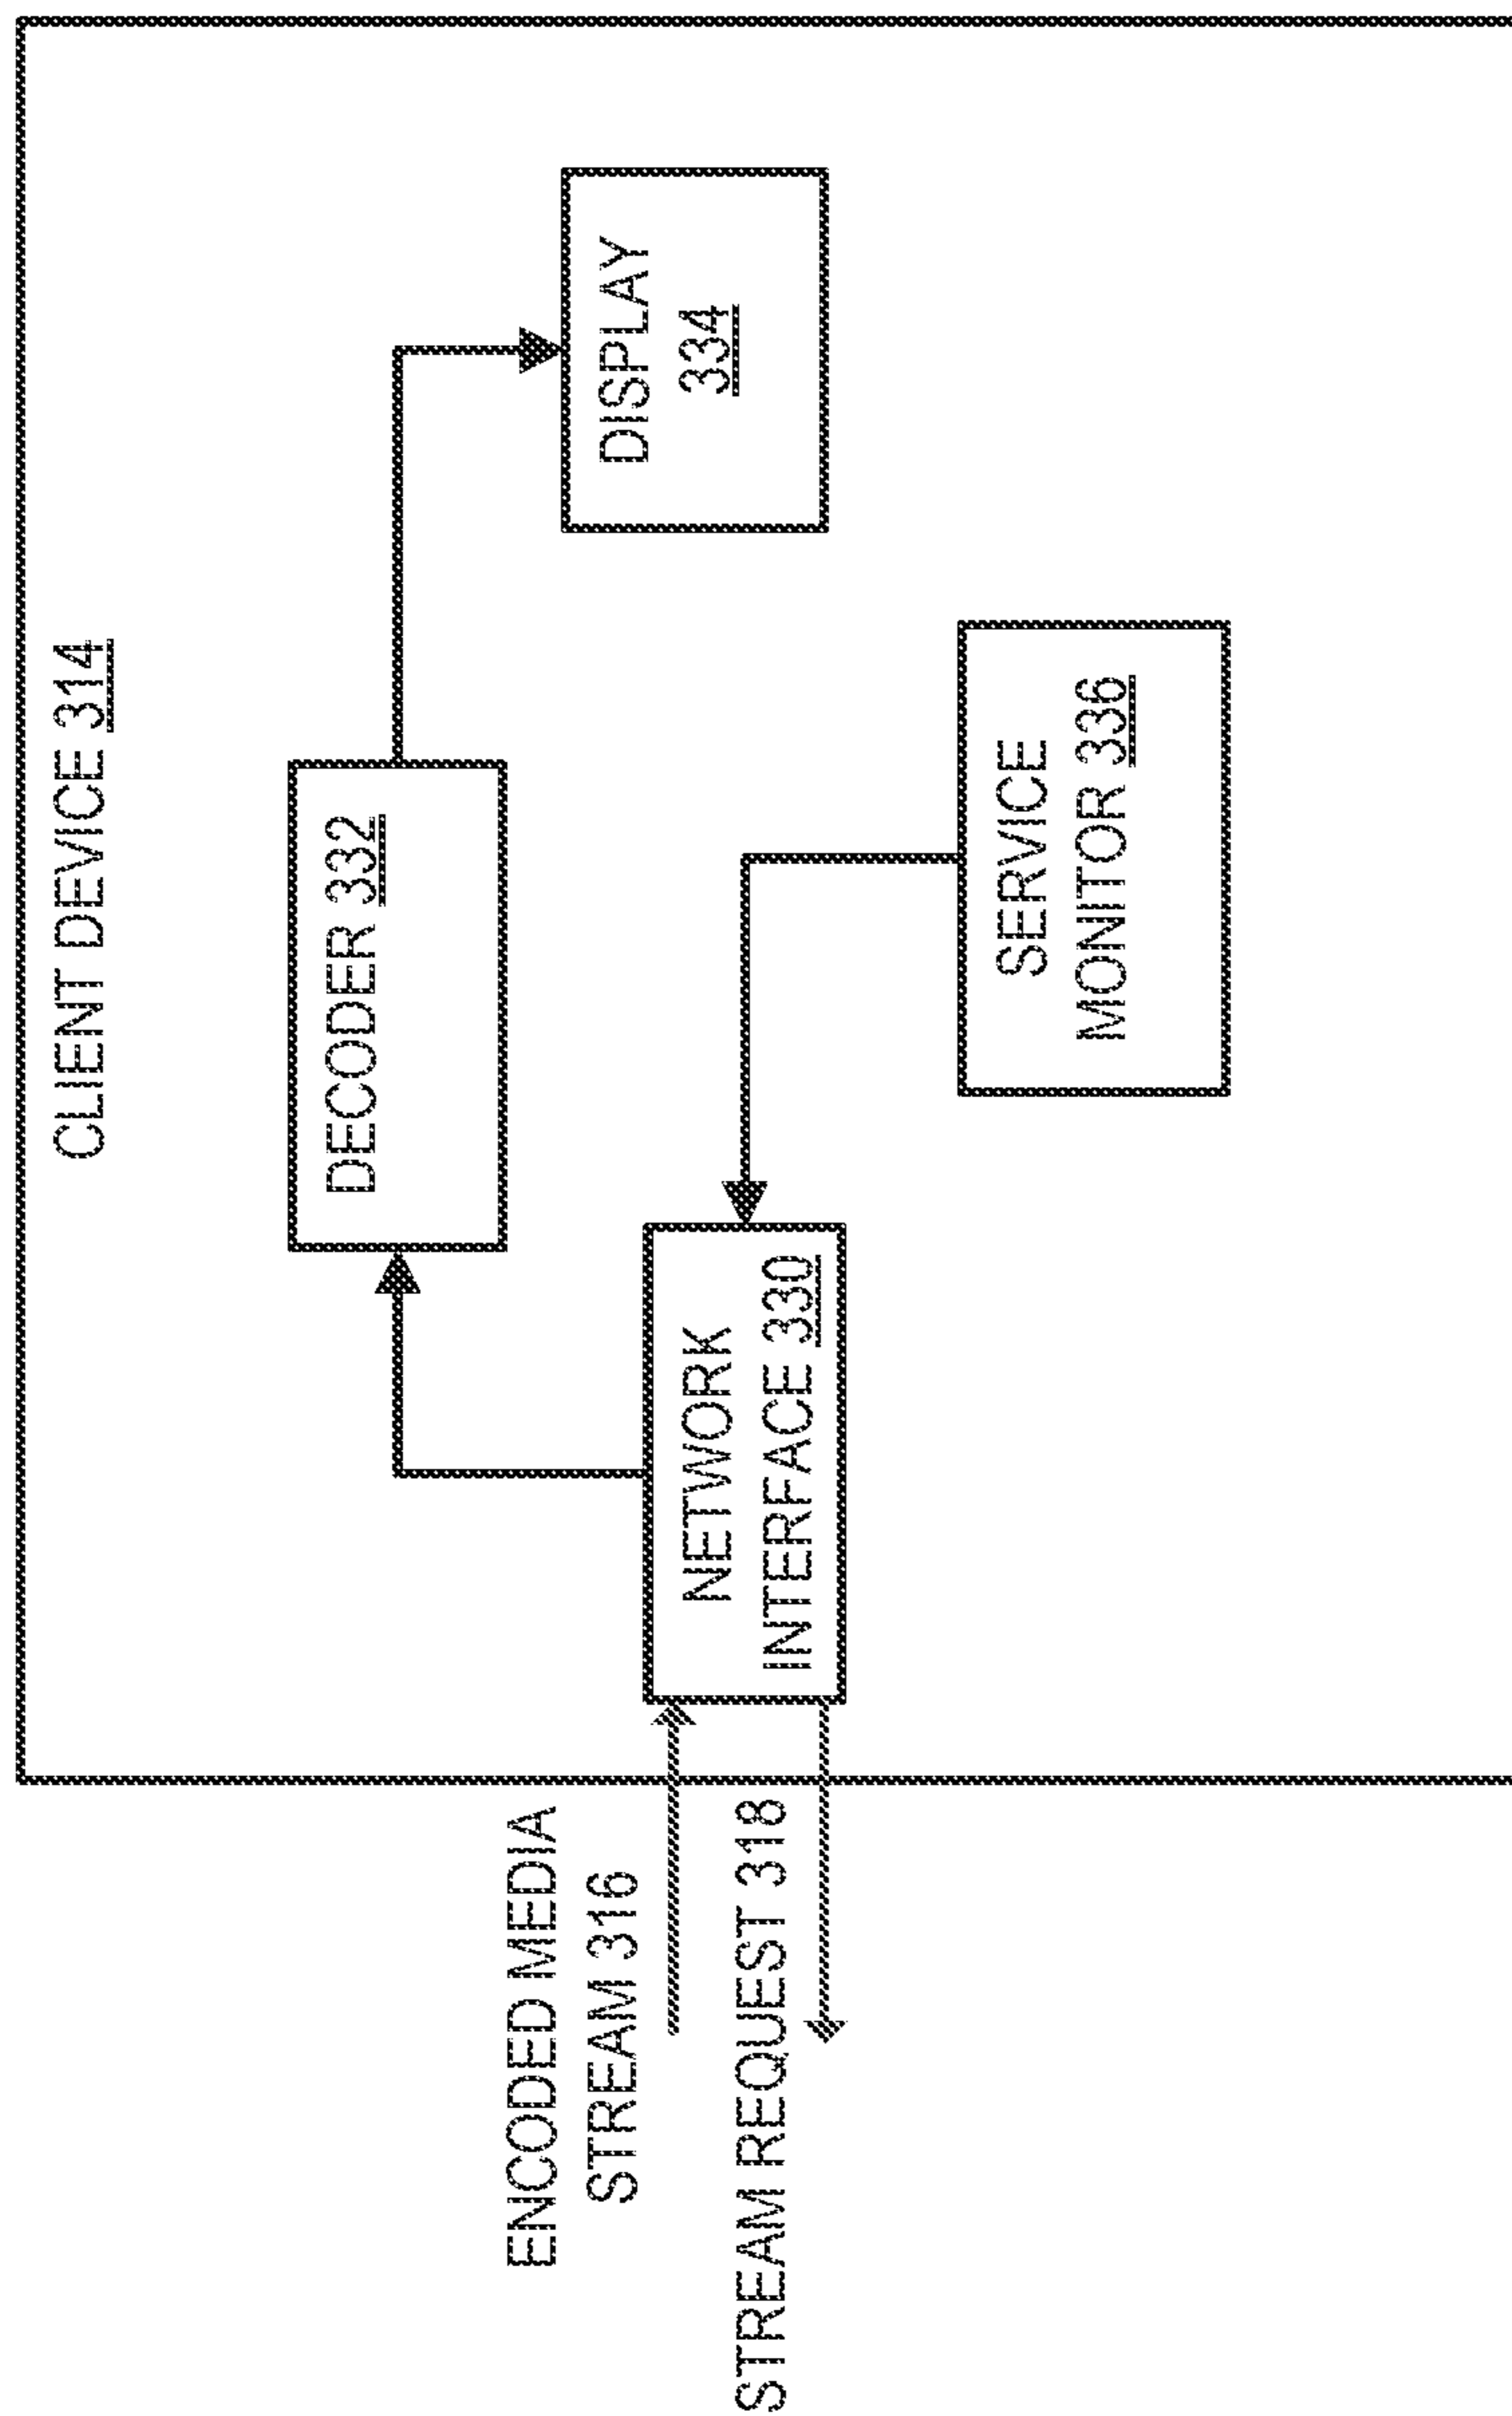 CLIENT DEVICE 314
DECODER 332
DISPLAY
334
ENCODED MEDIA
STREAM 316
NETWORK
INTERFACE 330
STREAM REQUEST 318
SERVICE
MONITOR 336